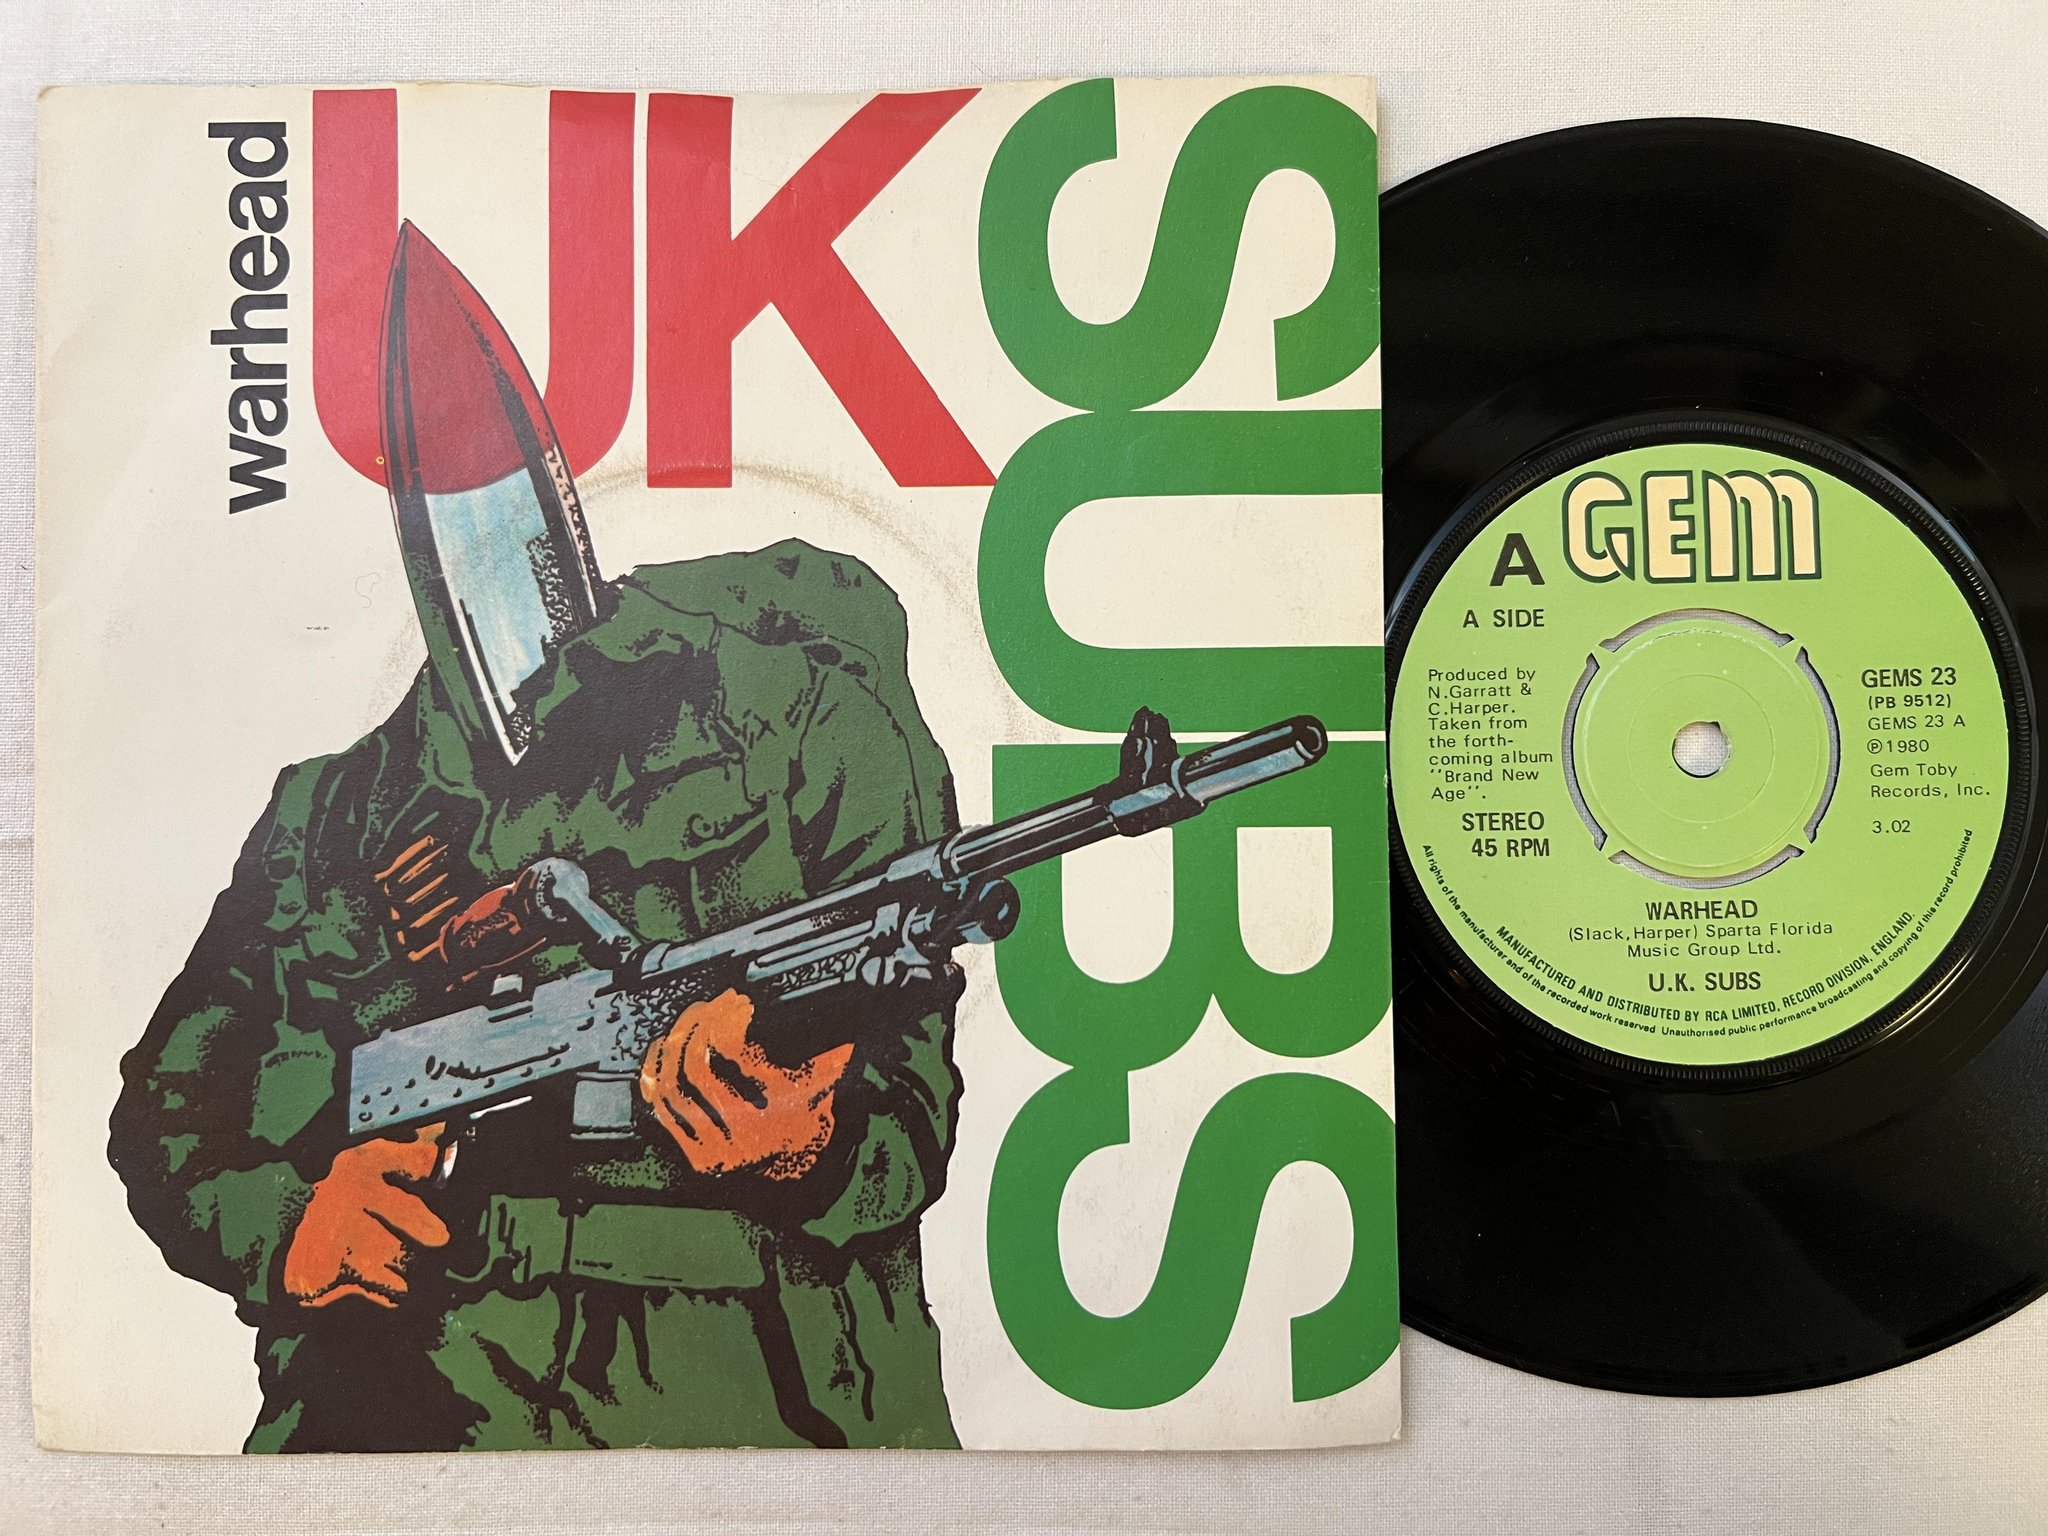 warhead
UK
SUBS
GEM
A
A SIDE
Produced by
N.Garratt &
C.Harper.
Taken from
the forth-
coming album
"Brand New
Age".
STEREO
45 RPM
GEMS 23
(PB 9512)
GEMS 23 A
℗1980
Gem Toby
Records, Inc.
3.02
WARHEAD
(Slack, Harper) Sparta Florida
Music Group Ltd.
U.K. SUBS
MANUFACTURED AND DISTRIBUTED BY RCA LIMITED, RECORD DIVISION, ENGLAND.
All rights of the manufacturer and of the recorded work reserved Unauthorised public performance broadcasting and copying of this record prohibited